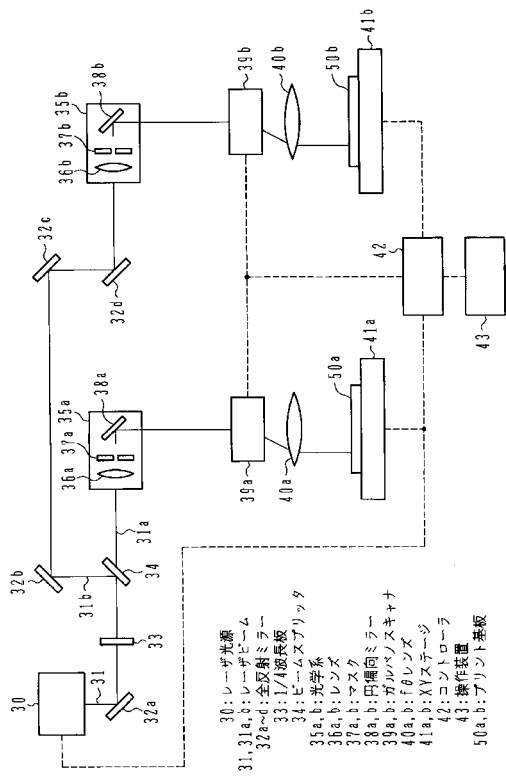 30
31
32a
33
34
31b
32b
31a
36a
37a
35a
38a
32c
32d
36b
37b
35b
38b
39a
40a
50a
41a
39b
40b
50b
41b
42
43
30:レーザ光源
31,31a,b:レーザビーム
32a~d:全反射ミラー
33:1/4波長板
34:ビームスプリッタ
35a,b:光学系
36a,b:レンズ
37a,b:マスク
38a,b:円偏向ミラー
39a,b:ガルバノスキャナ
40a,b:fθレンズ
41a,b:XYステージ
42:コントローラ
43:操作装置
50a,b:プリント基板